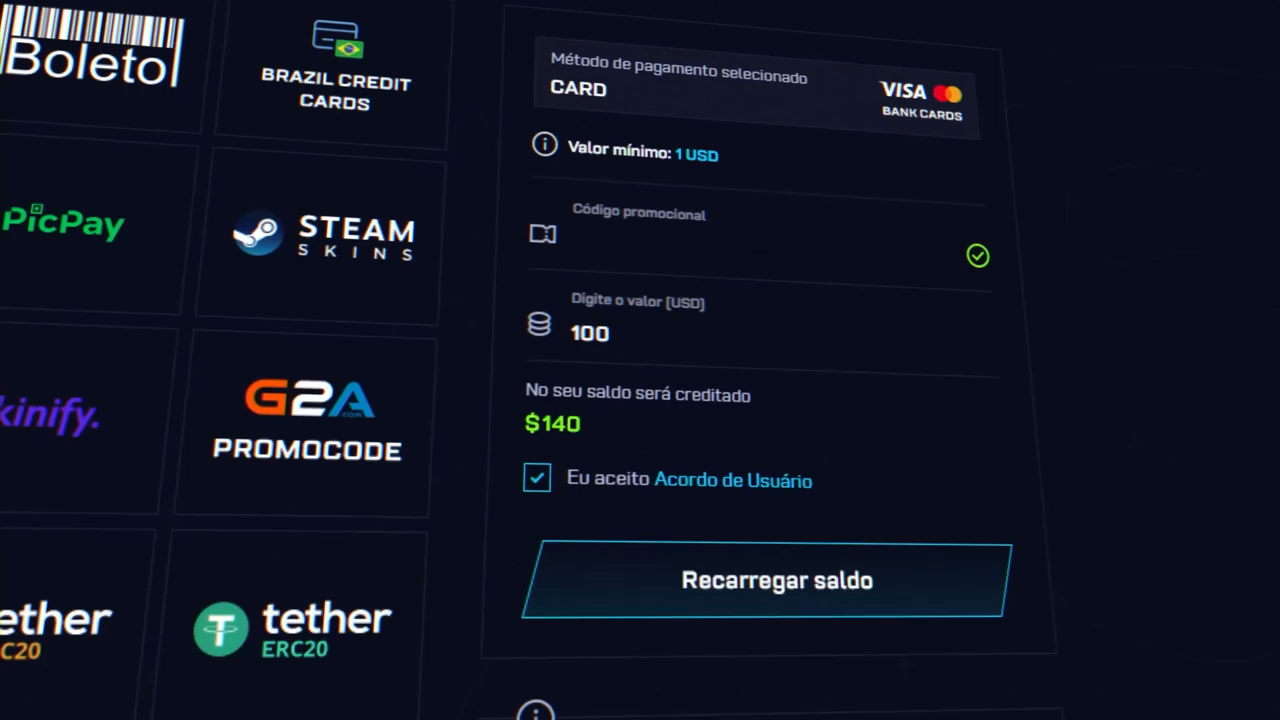 Boleto
BRAZIL CREDIT
CARDS
PicPay
STEAM
SKINS
kinify.
G2A
.COM
PROMOCODE
ether
C20
tether
ERC20
Método de pagamento selecionado
CARD
VISA
BANK CARDS
Valor mínimo: 1 USD
Código promocional
Digite o valor (USD)
100
No seu saldo será creditado
$140
Eu aceito Acordo de Usuário
Recarregar saldo